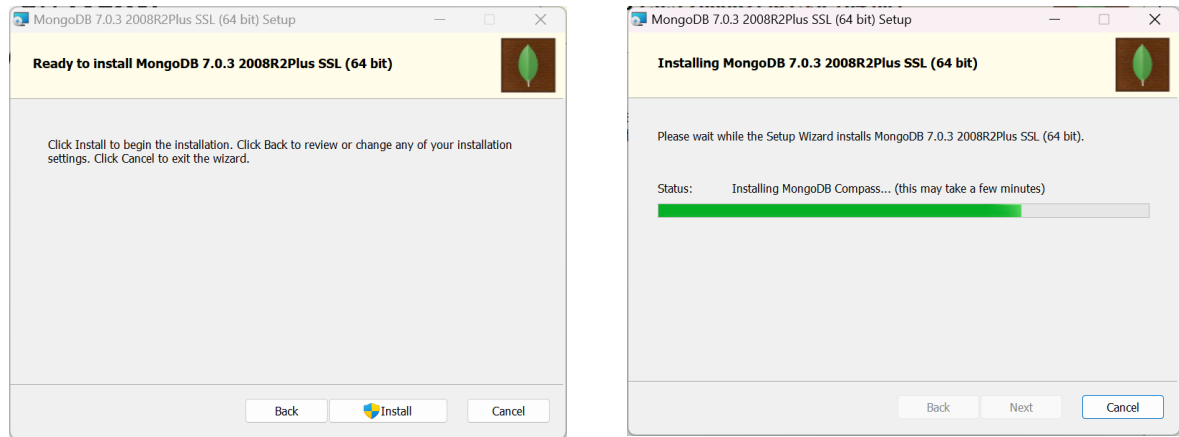 MongoDB 7.0.3 2008R2Plus SSL (64 bit) Setup
Ready to install MongoDB 7.0.3 2008R2Plus SSL (64 bit)
Click Install to begin the installation. Click Back to review or change any of your installation
settings. Click Cancel to exit the wizard.
Back
Install
Cancel
MongoDB 7.0.3 2008R2Plus SSL (64 bit) Setup
Installing MongoDB 7.0.3 2008R2Plus SSL (64 bit)
Please wait while the Setup Wizard installs MongoDB 7.0.3 2008R2Plus SSL (64 bit).
Status: Installing MongoDB Compass... (this may take a few minutes)
Back
Next
Cancel